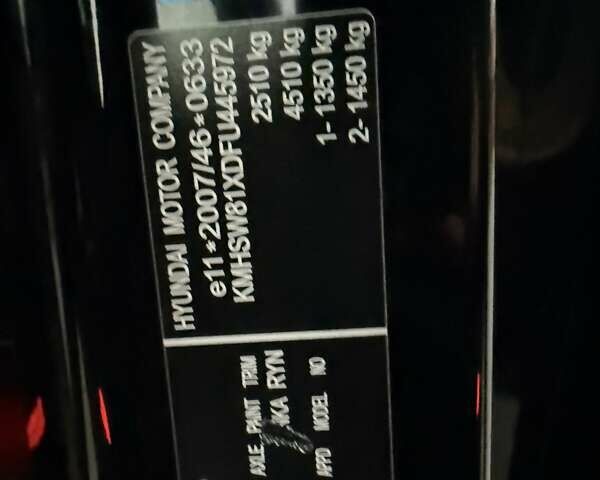 HYUNDAI MOTOR COMPANY
e11*2007/46*0633
KMHSW81XDFU445972
2510 kg
4510 kg
1- 1350 kg
2- 1450 kg
AXLE PAINT TRIM
KA RYN
APPD MODEL NO